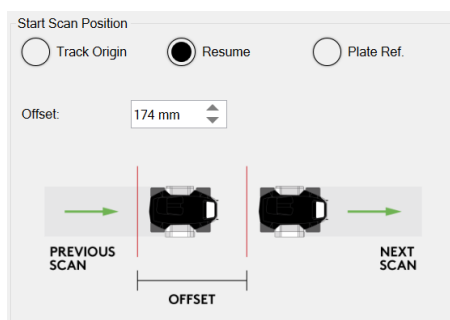 Start Scan Position
Track Origin Resume Plate Ref.
Offset: 174 mm
PREVIOUS NEXT
SCAN SCAN
OFFSET